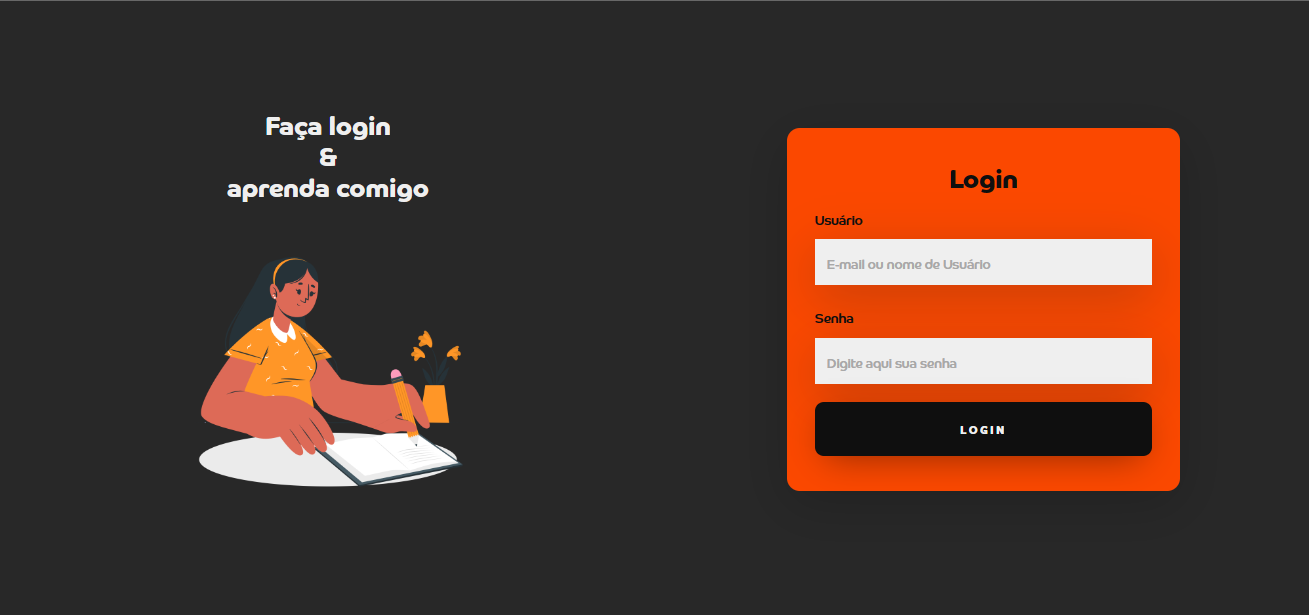 Faça login
&
aprenda comigo
Login
Usuário
E-mail ou nome de Usuário
Senha
Digite aqui sua senha
LOGIN